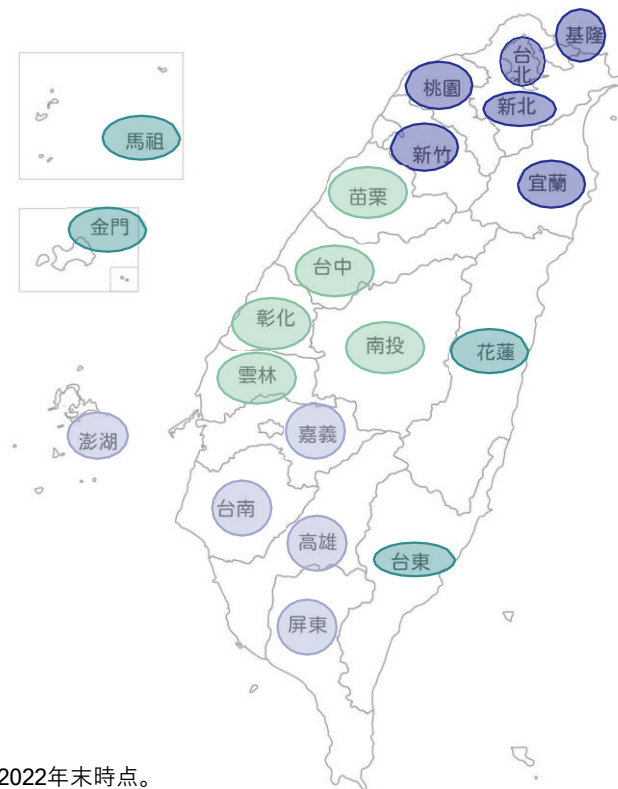 基隆
台
北
桃園
新北
馬祖
新竹
宜蘭
苗栗
金門
台中
彰化
南投
花蓮
雲林
澎湖
嘉義
台南
高雄
台東
屏東
2022年末時点。